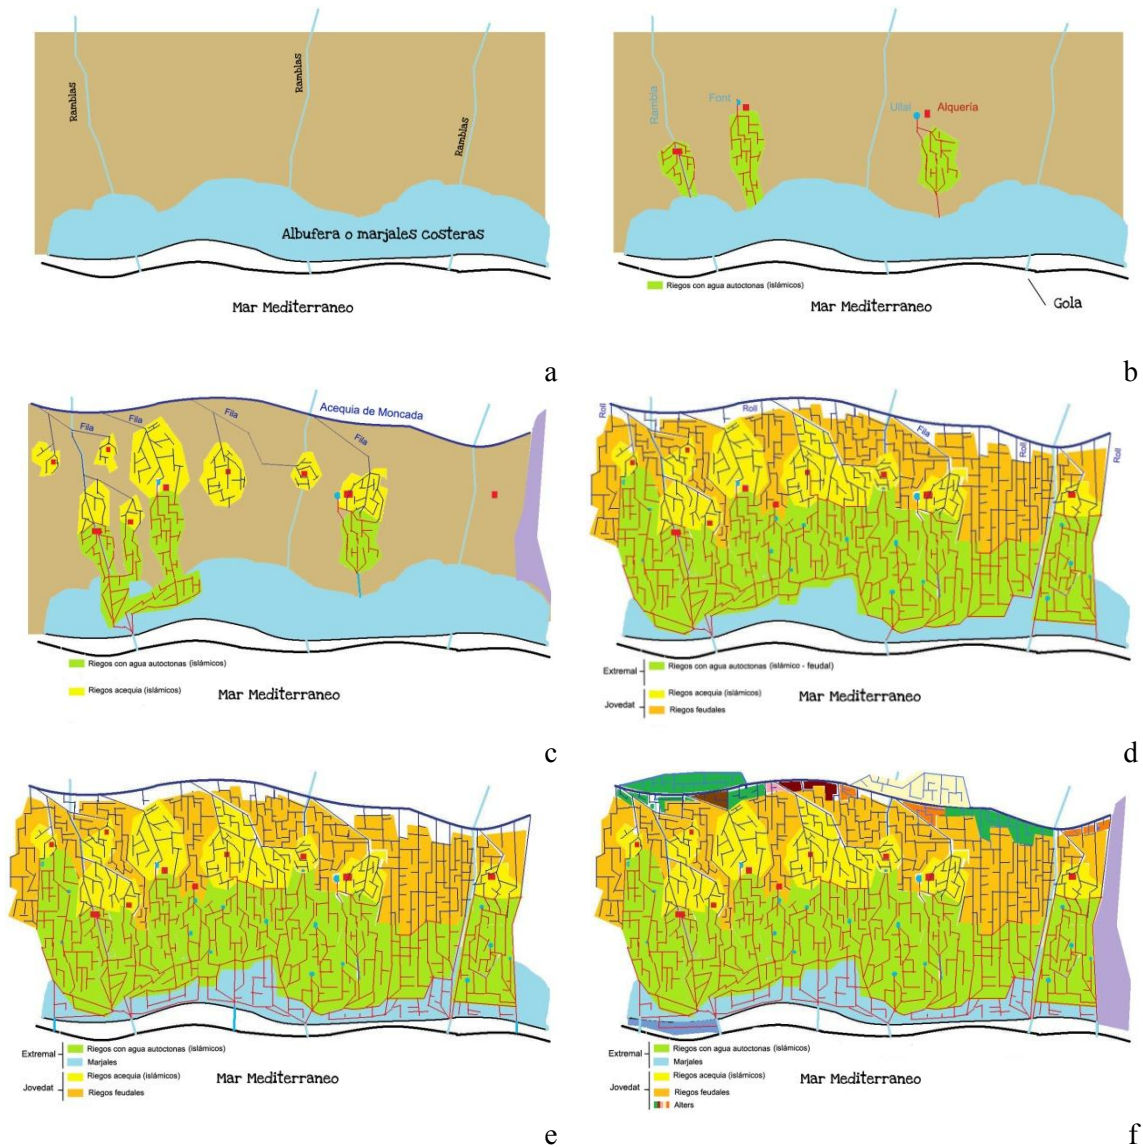 Ramblas
Ramblas
Ramblas
Albufera o marjales costeras
Mar Mediterraneo
a
Rambla
Font
Ullal
Alquería
Riegos con agua autoctonas (islámicos)
Mar Mediterraneo
Gola
b
Acequia de Moncada
Fila
Fila
Fila
Fila
Riegos con agua autoctonas (islámicos)
Riegos acequia (islámicos)
Mar Mediterraneo
c
Roll
Roll
Roll
Fila
Roll
Roll
Extremal
Riegos con agua autoctonas (islámico - feudal)
Jovedat
Riegos acequia (islámicos)
Riegos feudales
Mar Mediterraneo
d
Extremal
Riegos con agua autoctonas (islámicos)
Marjales
Jovedat
Riegos acequia (islámicos)
Riegos feudales
Mar Mediterraneo
e
Extremal
Riegos con agua autoctonas (islámicos)
Marjales
Jovedat
Riegos acequia (islámicos)
Riegos feudales
Alters
Mar Mediterraneo
f